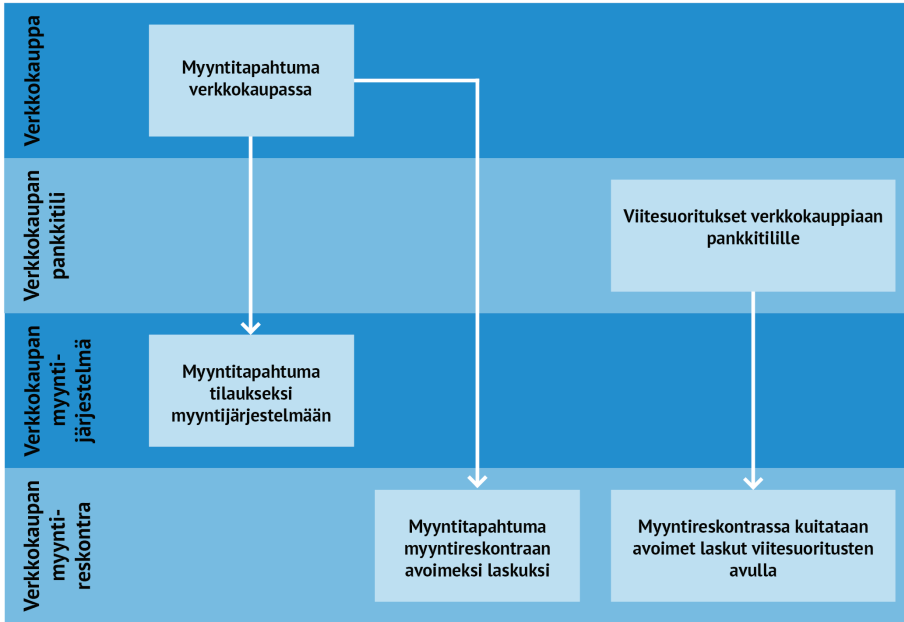 Verkkokauppa
Myyntitapahtuma
verkkokaupassa
Verkkokaupan
pankkitili
Viitesuoritukset verkkokauppiaan
pankkitilille
Verkkokaupan
myynti-
järjestelmä
Myyntitapahtuma
tilaukseksi
myyntijärjestelmään
Verkkokaupan
myynti-
reskontra
Myyntitapahtuma
myyntireskontraan
avoimeksi laskuksi
Myyntireskontrassa kuitataan
avoimet laskut viitesuoritusten
avulla